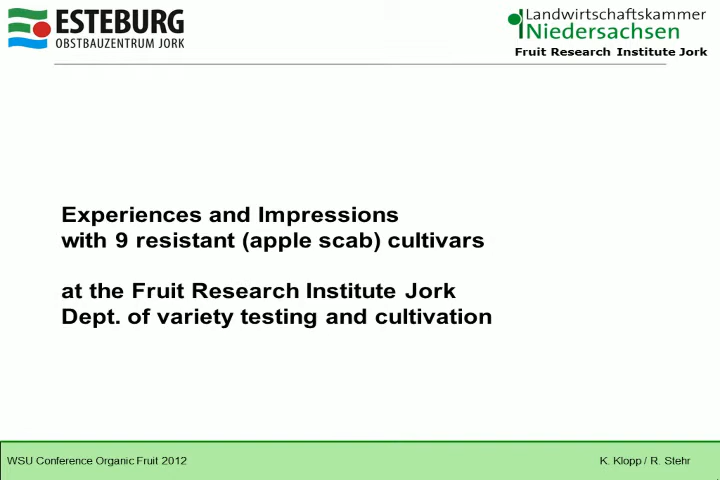 ESTEBURG
OBSTBAUZENTRUM JORK
Landwirtschaftskammer
Niedersachsen
Fruit Research Institute Jork
Experiences and Impressions
with 9 resistant (apple scab) cultivars
at the Fruit Research Institute Jork
Dept. of variety testing and cultivation
WSU Conference Organic Fruit 2012
K. Klopp / R. Stehr